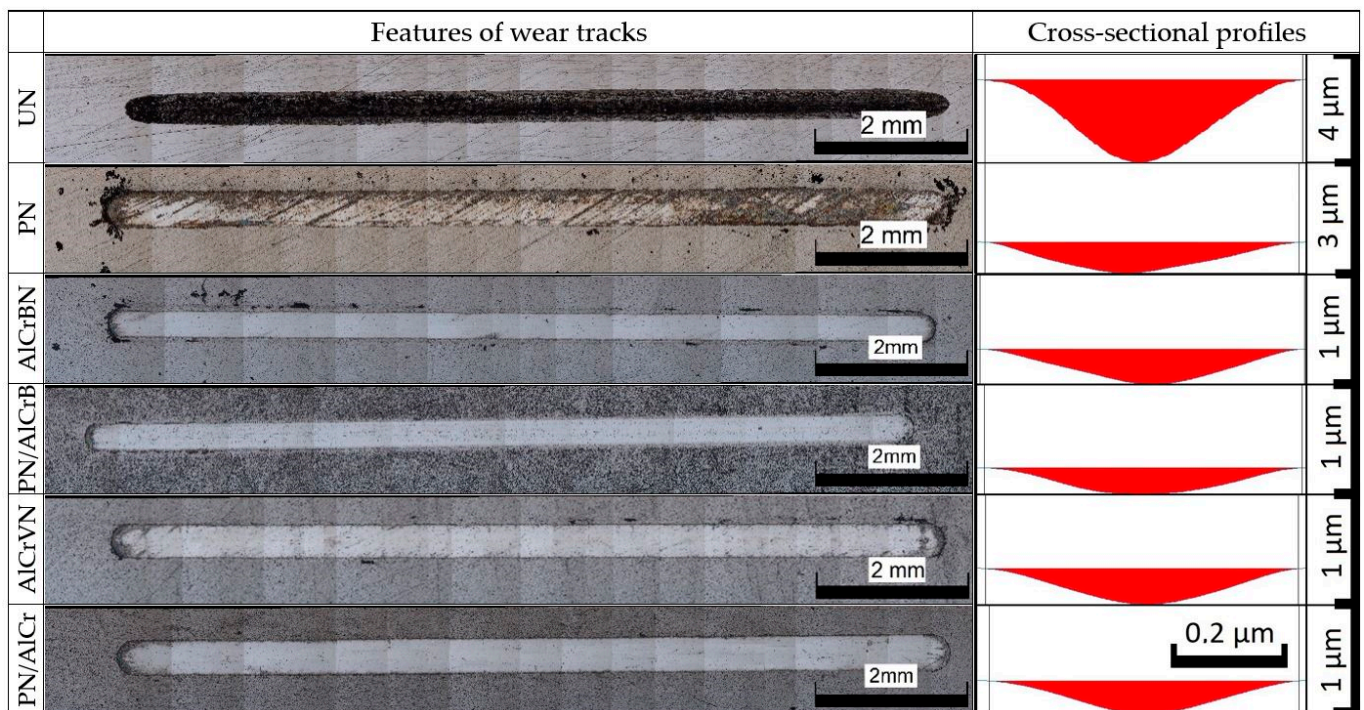 Features of wear tracks Cross-sectional profiles
UN 2 mm 4 μm
PN 2 mm 3 μm
AlCrBN 2mm 1 μm
PN/AlCrB 2mm 1 μm
AlCrVN 2 mm 1 μm
PN/AlCr 2mm 0.2 μm 1 μm